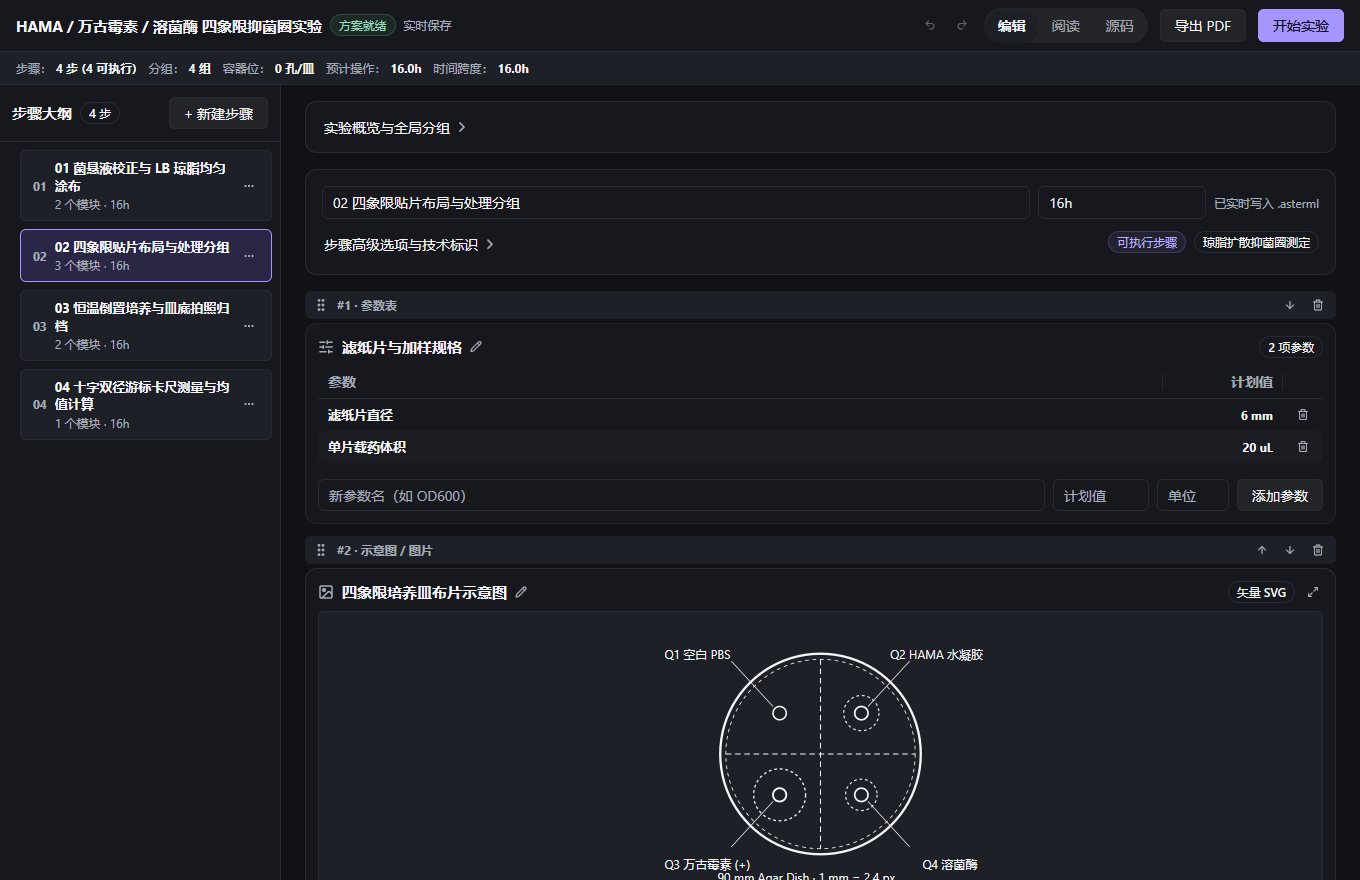 HAMA / 万古霉素 / 溶菌酶 四象限抑菌圈实验 方案就绪 实时保存 编辑 阅读 源码 导出 PDF 开始实验
步骤: 4 步 (4 可执行) 分组: 4 组 容器位: 0 孔/皿 预计操作: 16.0h 时间跨度: 16.0h
步骤大纲 4 步 + 新建步骤
01 01 菌悬液校正与 LB 琼脂均匀
涂布
2 个模块 · 16h
02 02 四象限贴片布局与处理分组
3 个模块 · 16h
03 03 恒温倒置培养与皿底拍照归
档
2 个模块 · 16h
04 04 十字双径游标卡尺测量与均
值计算
1 个模块 · 16h
实验概览与全局分组
02 四象限贴片布局与处理分组 16h 已实时写入 .asterml
步骤高级选项与技术标识 可执行步骤 琼脂扩散抑菌圈测定
#1 · 参数表
滤纸片与加样规格 2 项参数
参数 计划值
滤纸片直径 6 mm
单片载药体积 20 uL
新参数名（如 OD600） 计划值 单位 添加参数
#2 · 示意图 / 图片
四象限培养皿布片示意图 矢量 SVG
Q1 空白 PBS Q2 HAMA 水凝胶
Q3 万古霉素 (+) Q4 溶菌酶
90 mm Agar Dish · 1 mm = 2.4 px